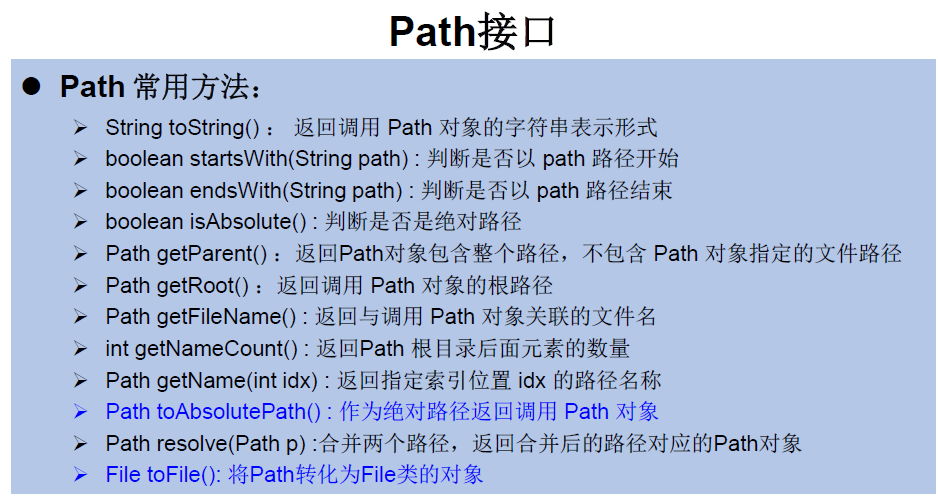 Path接口
● Path 常用方法：
➢ String toString() ： 返回调用 Path 对象的字符串表示形式
➢ boolean startsWith(String path) : 判断是否以 path 路径开始
➢ boolean endsWith(String path) : 判断是否以 path 路径结束
➢ boolean isAbsolute() : 判断是否是绝对路径
➢ Path getParent() ：返回Path对象包含整个路径，不包含 Path 对象指定的文件路径
➢ Path getRoot() ：返回调用 Path 对象的根路径
➢ Path getFileName() : 返回与调用 Path 对象关联的文件名
➢ int getNameCount() : 返回Path 根目录后面元素的数量
➢ Path getName(int idx) : 返回指定索引位置 idx 的路径名称
➢ Path toAbsolutePath() : 作为绝对路径返回调用 Path 对象
➢ Path resolve(Path p) :合并两个路径，返回合并后的路径对应的Path对象
➢ File toFile(): 将Path转化为File类的对象